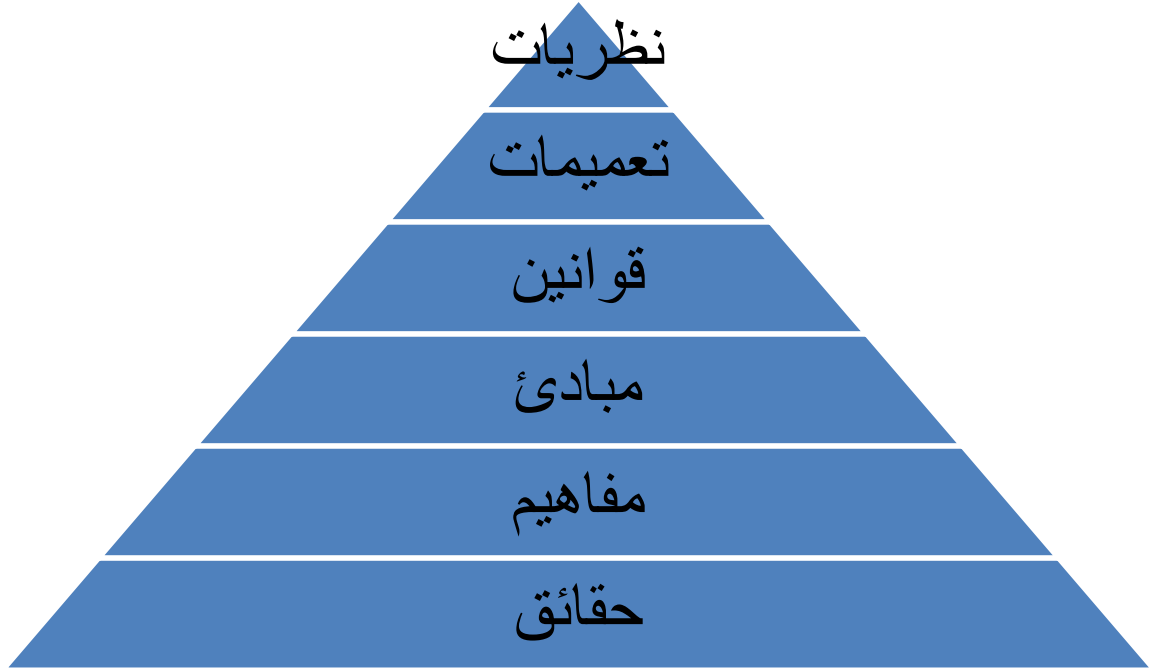 نظريات
تعميمات
قوانين
مبادئ
مفاهيم
حقائق